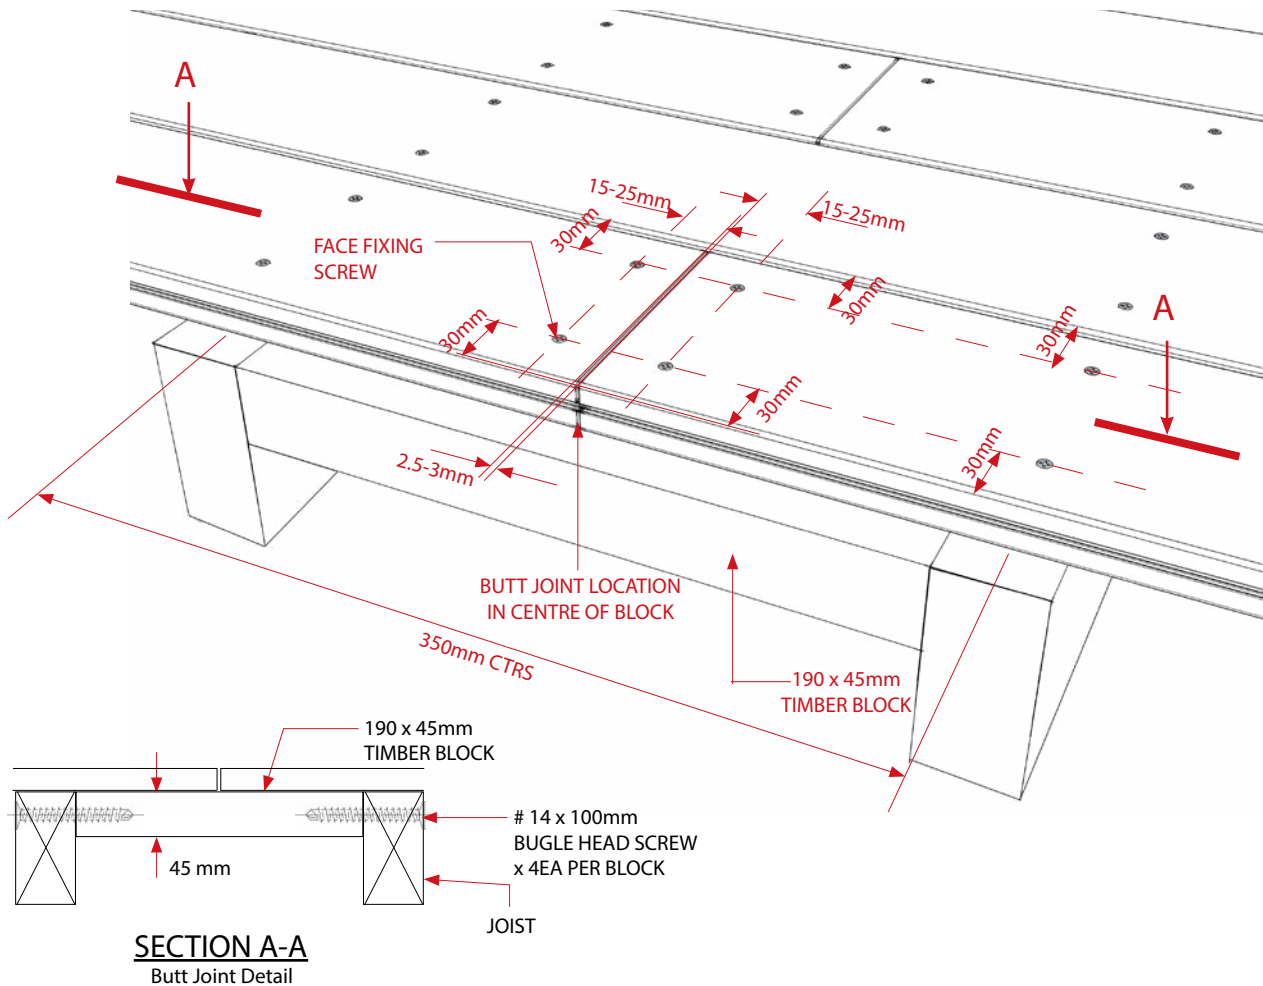 A
15-25mm
15-25mm
30mm
FACE FIXING
SCREW
30mm
30mm
30mm
A
30mm
30mm
2.5-3mm
BUTT JOINT LOCATION
IN CENTRE OF BLOCK
350mm CTRS
190 x 45mm
TIMBER BLOCK
190 x 45mm
TIMBER BLOCK
# 14 x 100mm
BUGLE HEAD SCREW
x 4EA PER BLOCK
45 mm
JOIST
SECTION A-A
Butt Joint Detail